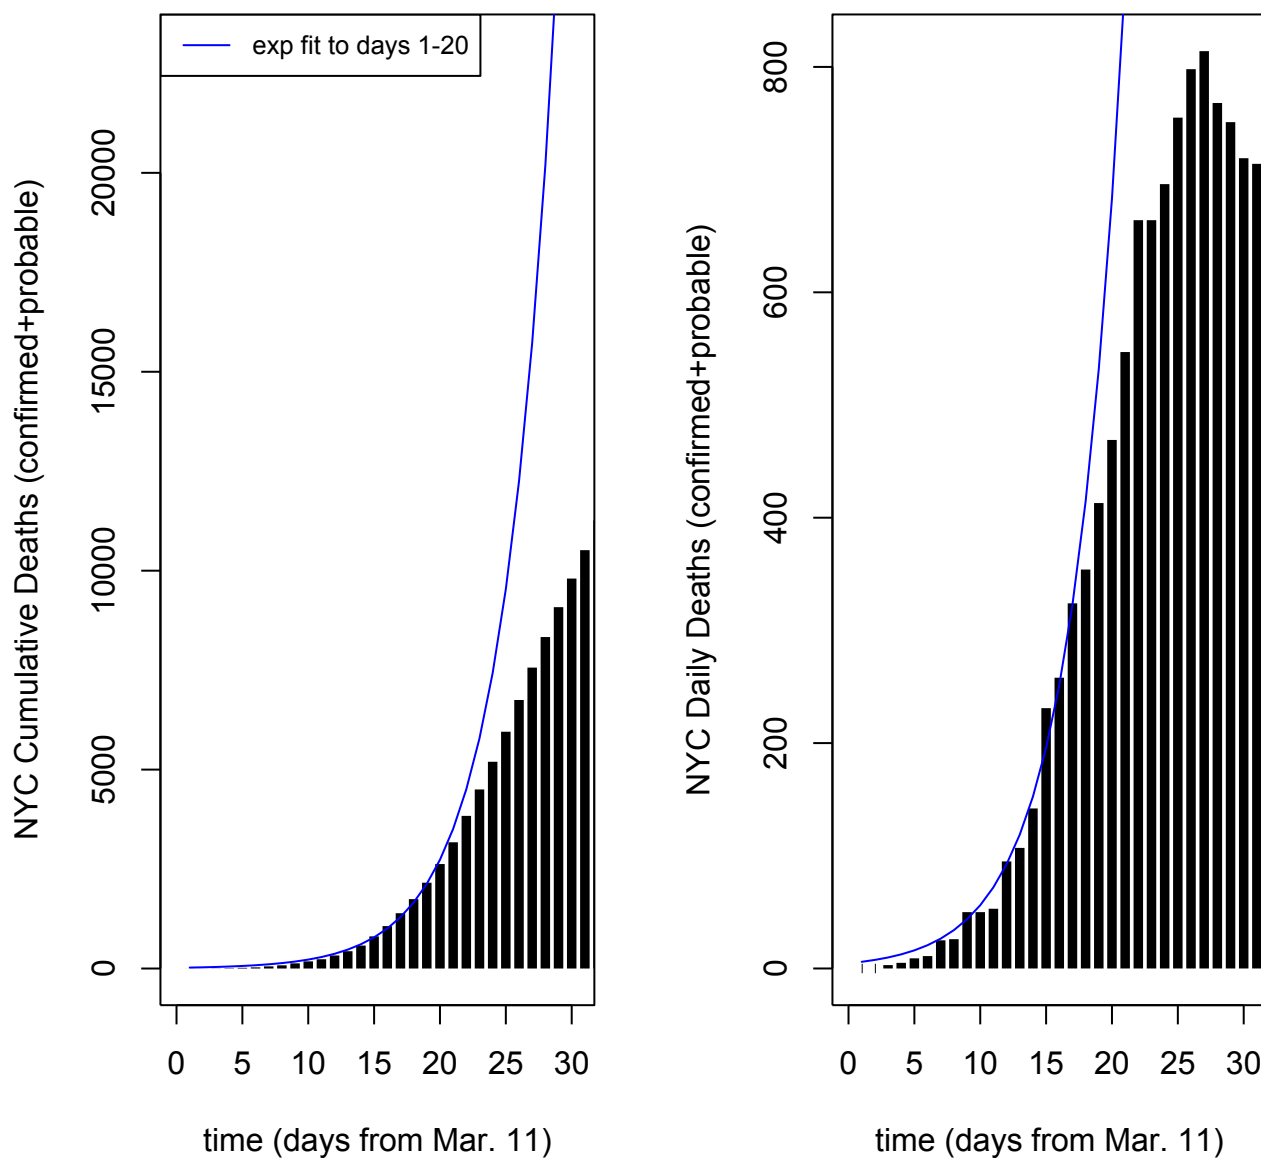 exp fit to days 1-20
NYC Cumulative Deaths (confirmed+probable)
20000
15000
10000
5000
0
0 5 10 15 20 25 30
time (days from Mar. 11)
NYC Daily Deaths (confirmed+probable)
800
600
400
200
0
0 5 10 15 20 25 30
time (days from Mar. 11)